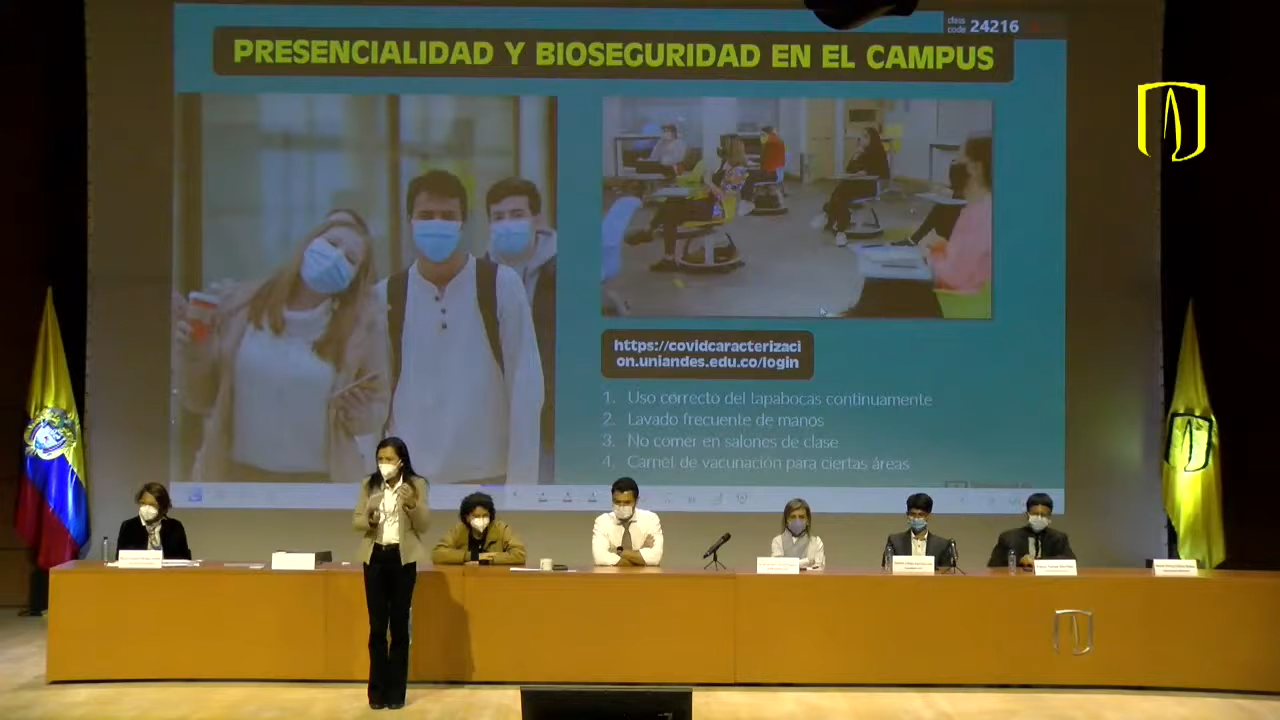 class
code 24216
PRESENCIALIDAD Y BIOSEGURIDAD EN EL CAMPUS
https://covidcaracterizaci
on.uniandes.edu.co/login
1. Uso correcto del tapabocas continuamente
2. Lavado frecuente de manos
3. No comer en salones de clase
4. Carnet de vacunación para ciertas áreas